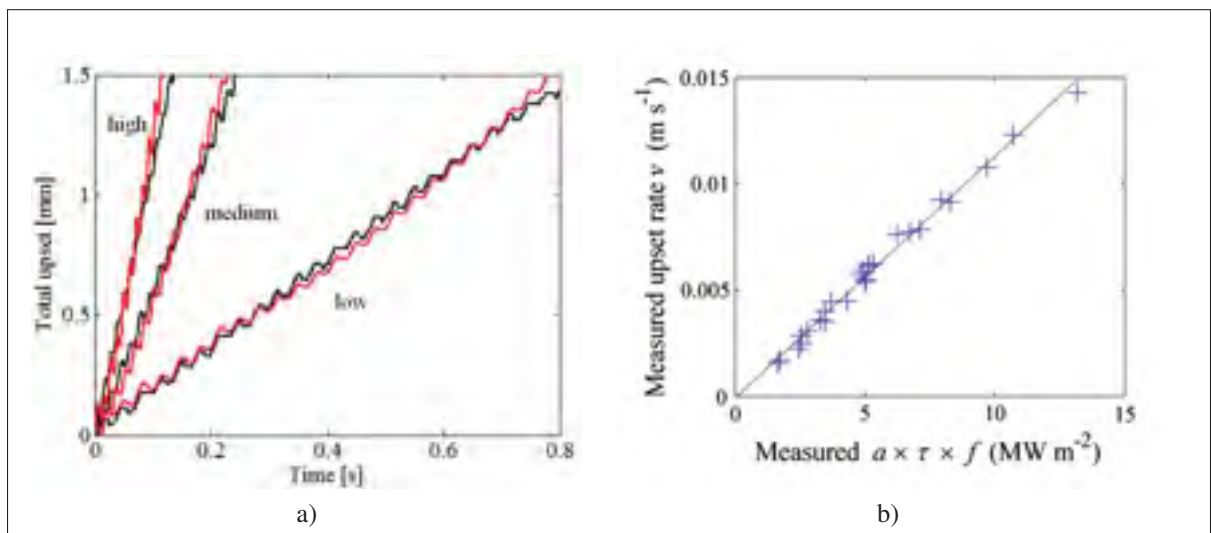 1.5
high
1
medium
Total upset [mm]
0.5
low
0
0 0.2 0.4 0.6 0.8
Time [s]
a)
0.015
0.01
Measured upset rate v (m s⁻¹)
0.005
0
0 5 10 15
Measured a × τ × f (MW m⁻²)
b)